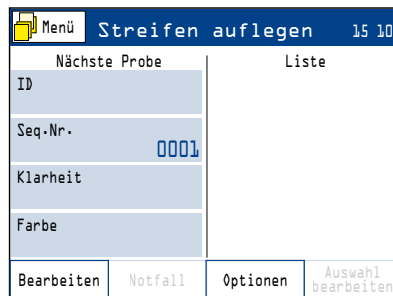 Menü Streifen auflegen 15 10
Nächste Probe Liste
ID
Seq.Nr.
0001
Klarheit
Farbe
Bearbeiten Notfall Optionen Auswahl
bearbeiten